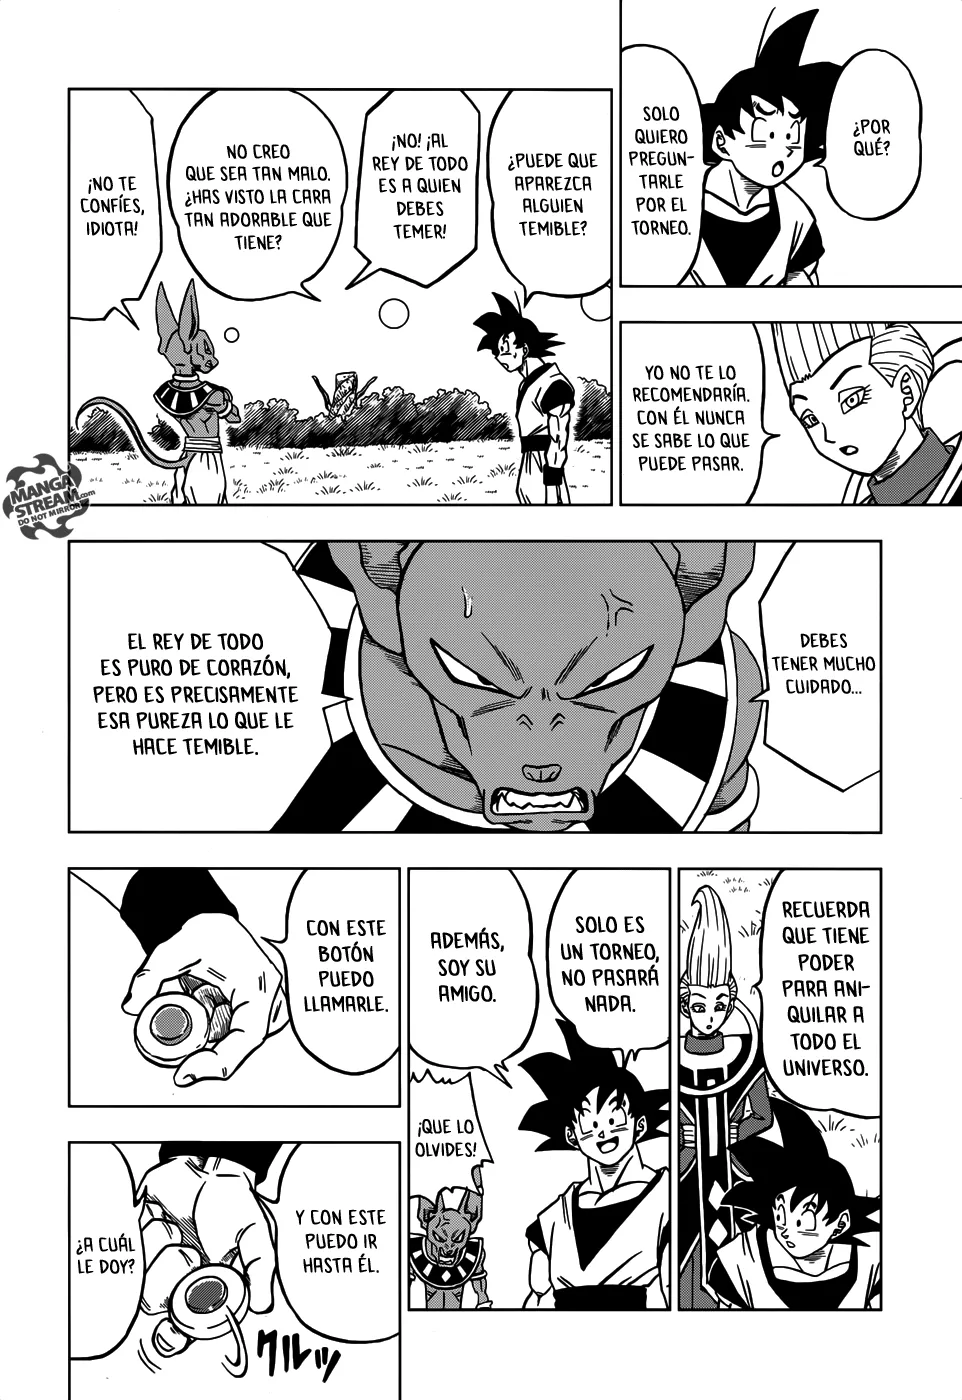 ¿POR
QUÉ?
SOLO
QUIERO
PREGUN-
TARLE
POR EL
TORNEO.
YO NO TE LO
RECOMENDARÍA.
CON ÉL NUNCA
SE SABE LO QUE
PUEDE PASAR.
¿PUEDE QUE
APAREZCA
ALGUIEN
TEMIBLE?
¡NO! ¡AL
REY DE TODO
ES A QUIEN
DEBES
TEMER!
NO CREO
QUE SEA TAN MALO.
¿HAS VISTO LA CARA
TAN ADORABLE QUE
TIENE?
¡NO TE
CONFÍES,
IDIOTA!
MANGA
STREAM.com
DO NOT MIRROR
DEBES
TENER MUCHO
CUIDADO...
EL REY DE TODO
ES PURO DE CORAZÓN,
PERO ES PRECISAMENTE
ESA PUREZA LO QUE LE
HACE TEMIBLE.
RECUERDA
QUE TIENE
PODER
PARA ANI-
QUILAR A
TODO EL
UNIVERSO.
SOLO ES
UN TORNEO,
NO PASARÁ
NADA.
ADEMÁS,
SOY SU
AMIGO.
¡QUE LO
OLVIDES!
CON ESTE
BOTÓN
PUEDO
LLAMARLE.
Y CON ESTE
PUEDO IR
HASTA ÉL.
¿A CUÁL
LE DOY?
クルルッ